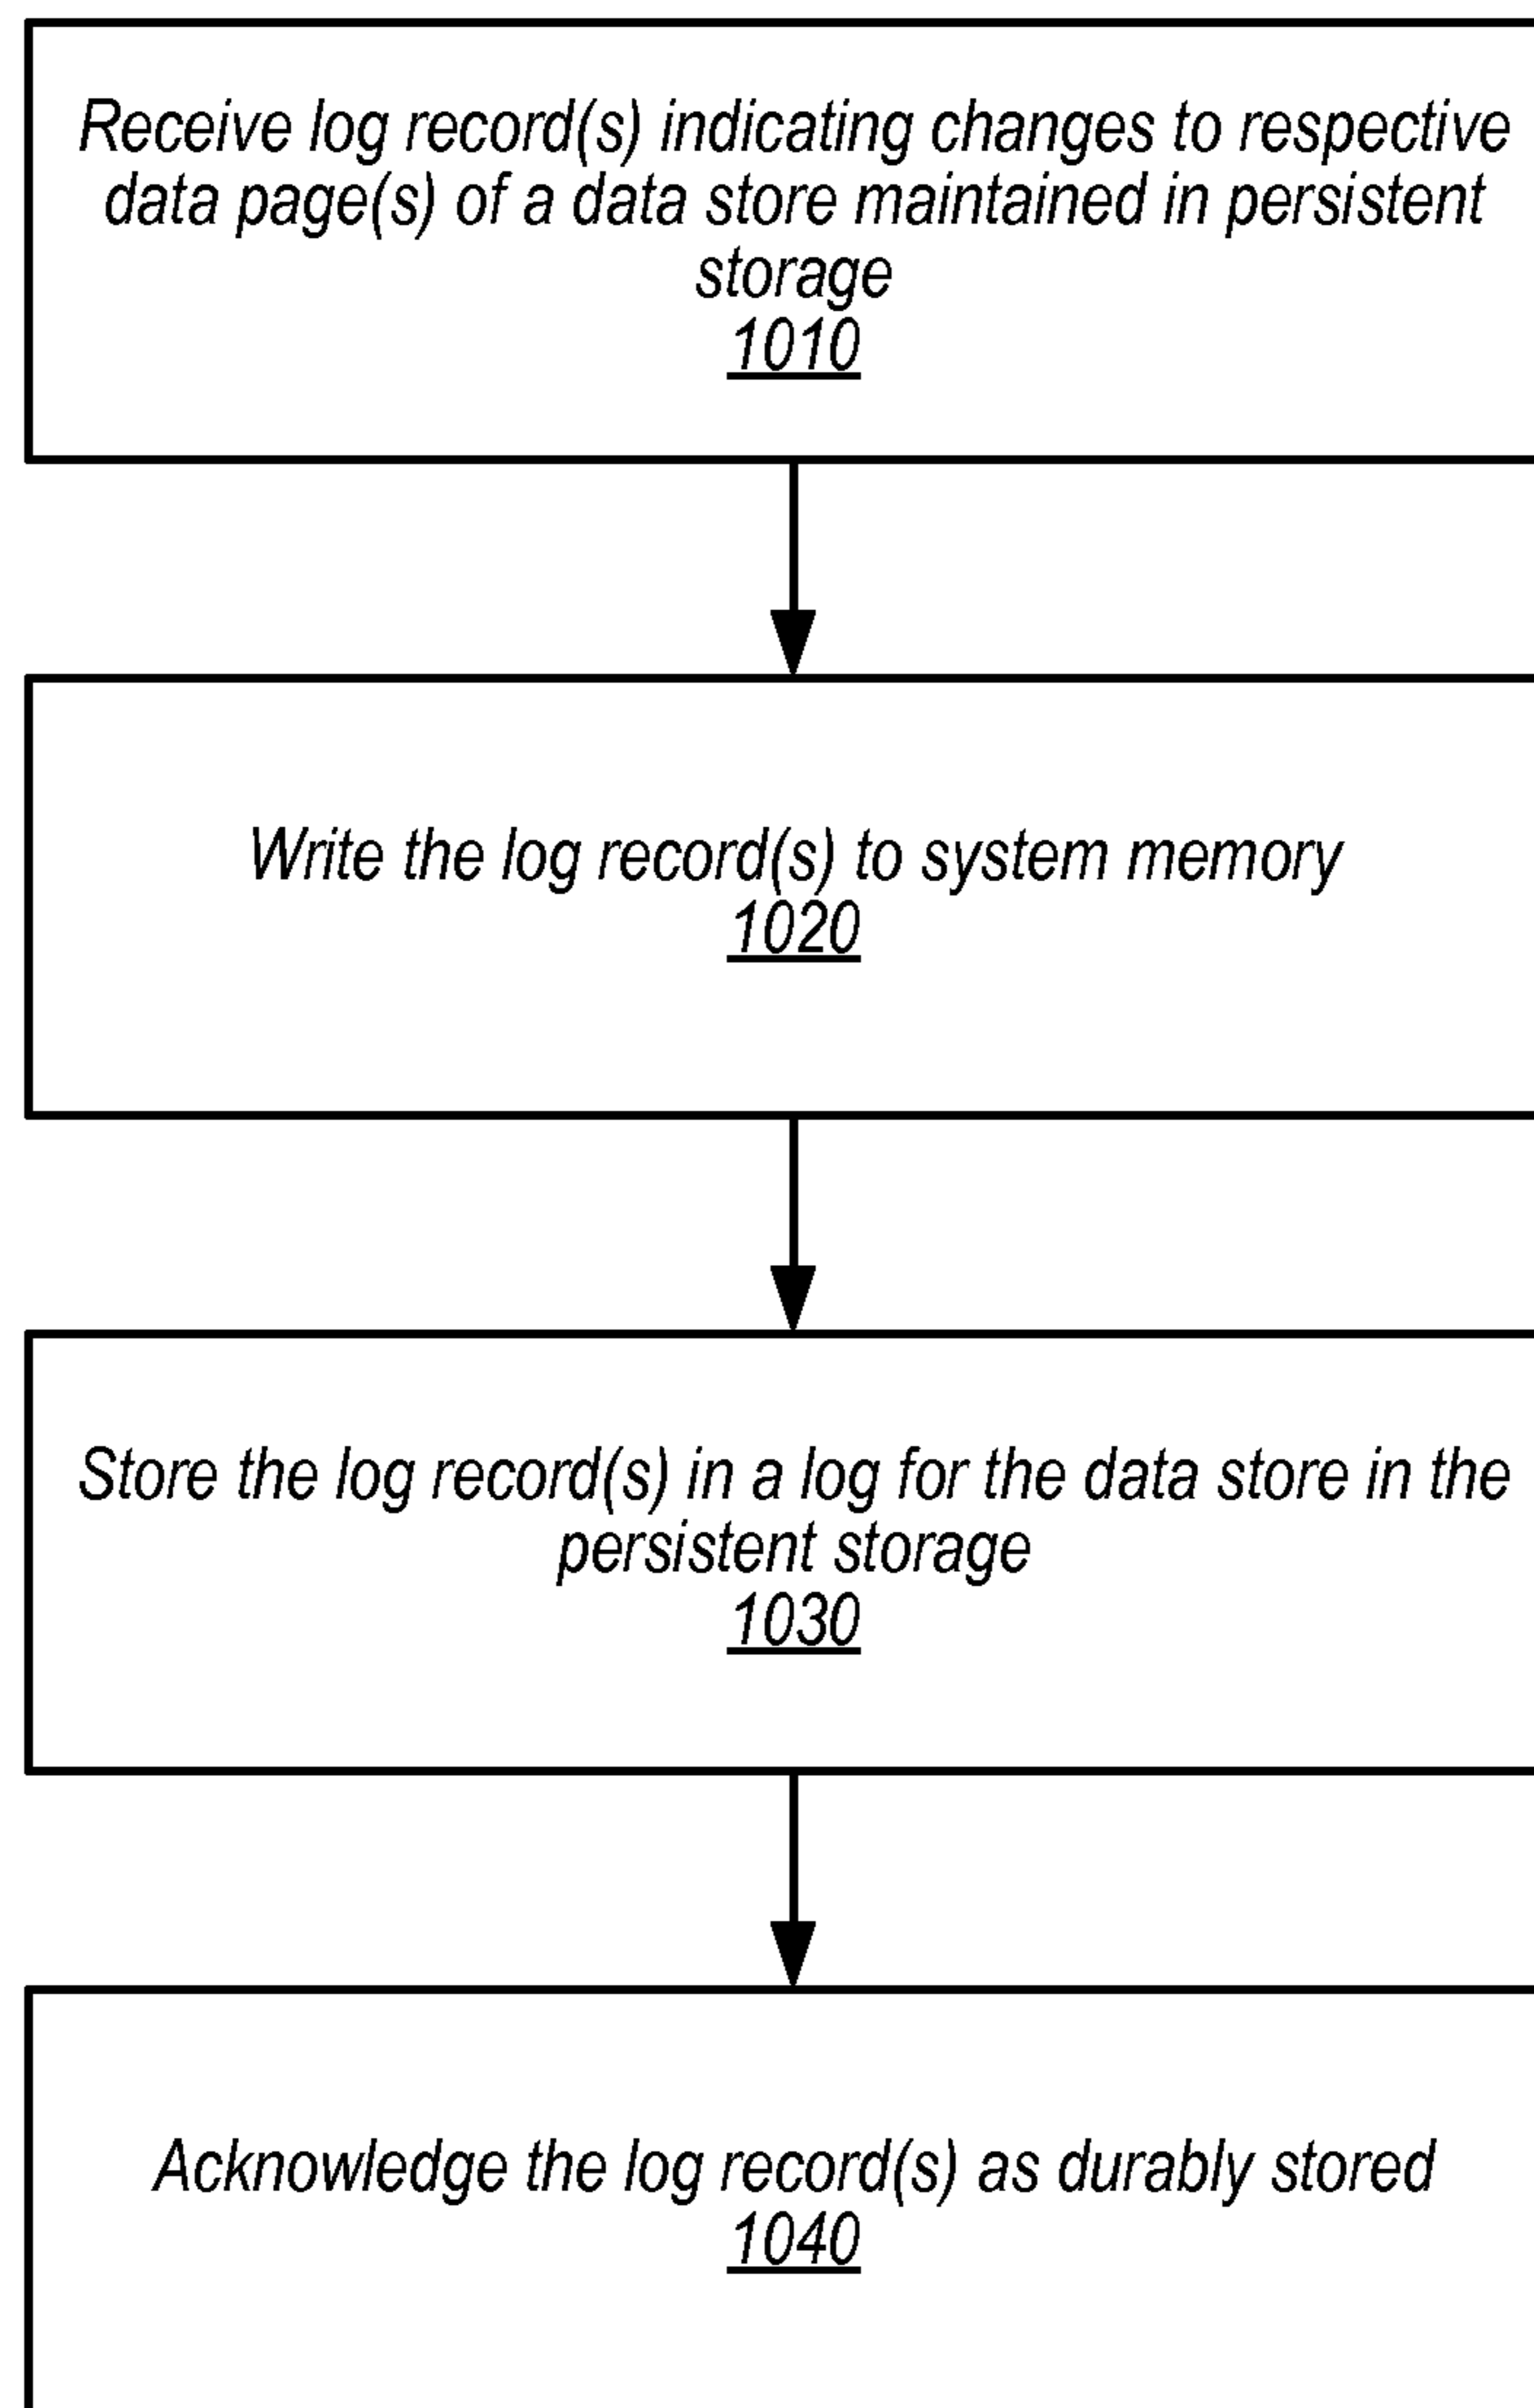 Receive log record(s) indicating changes to respective
data page(s) of a data store maintained in persistent
storage
1010
Write the log record(s) to system memory
1020
Store the log record(s) in a log for the data store in the
persistent storage
1030
Acknowledge the log record(s) as durably stored
1040